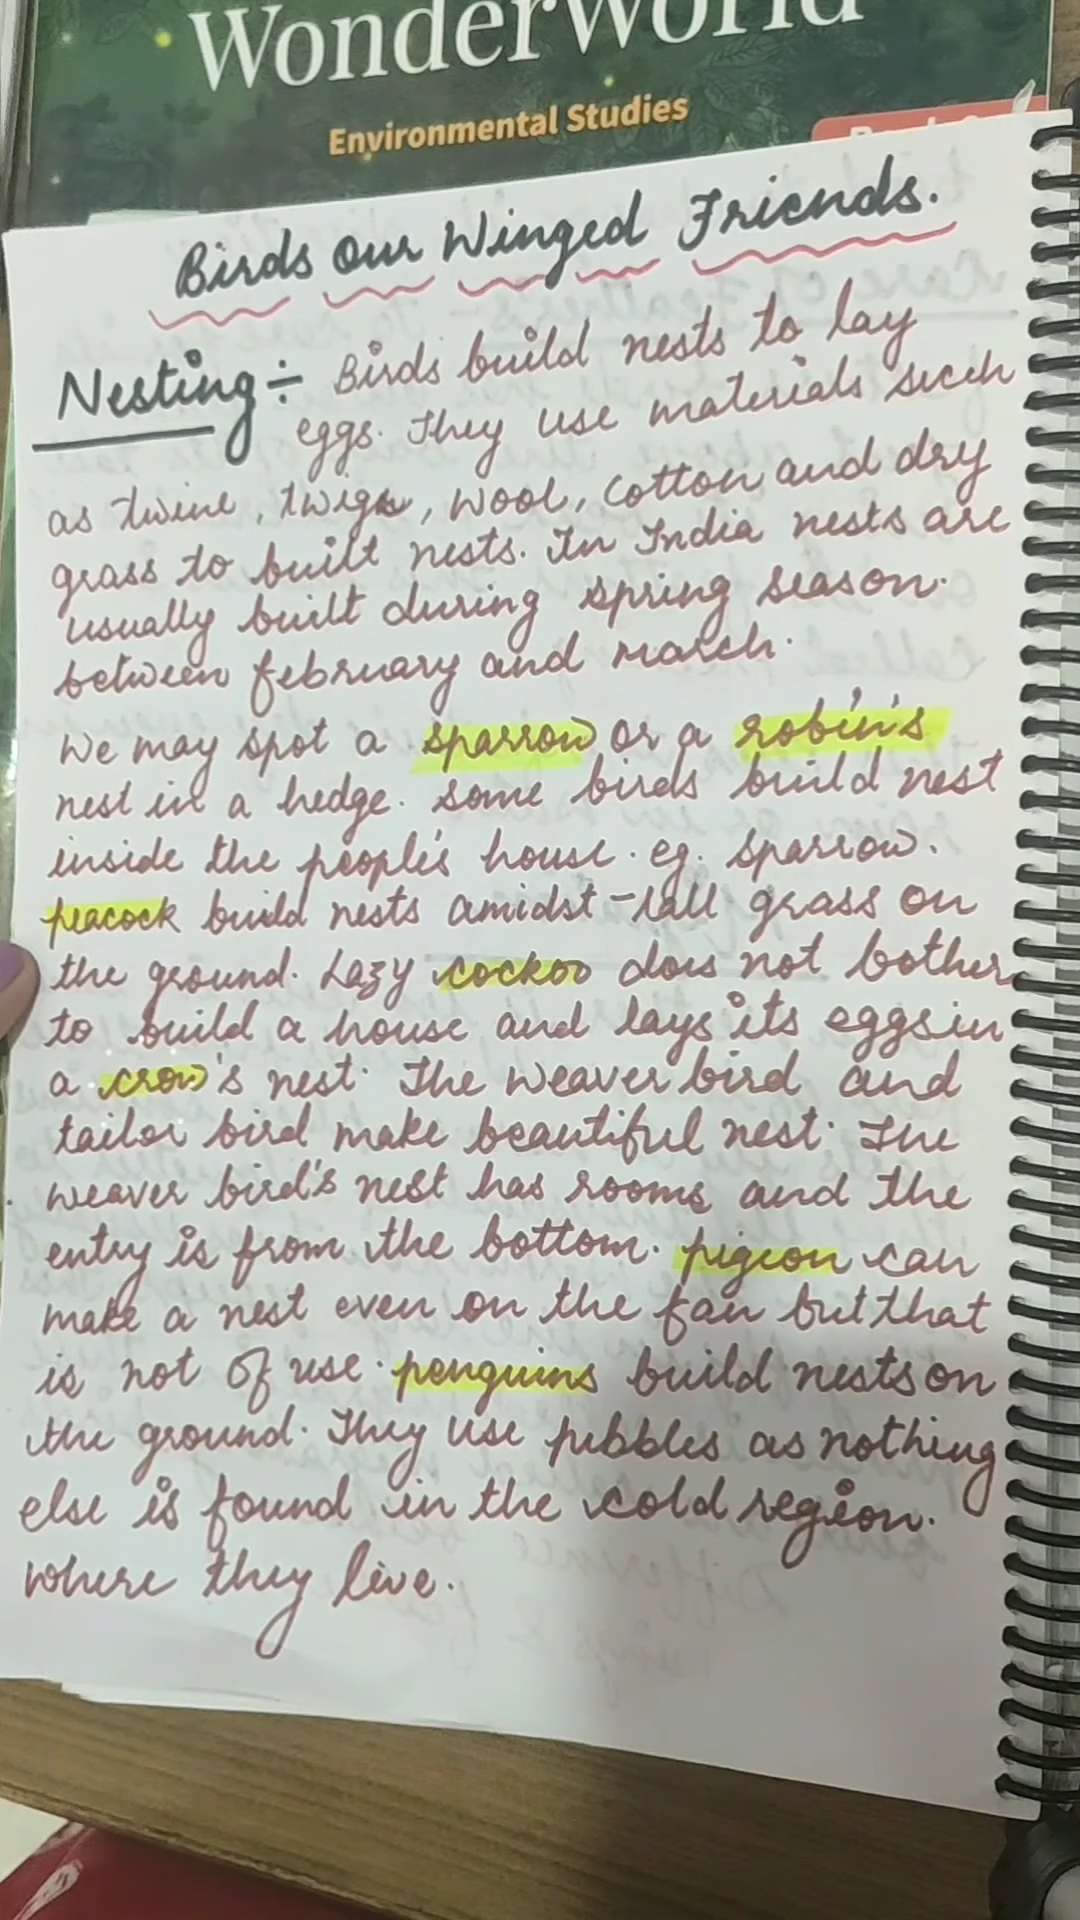 WonderWorld
Environmental Studies
Birds our Winged Friends.
Nesting ÷ Birds build nests to lay
eggs. They use materials such
as twine, twigs, wool, cotton and dry
grass to built nests. In India nests are
usually built during spring season.
between february and march.
We may spot a sparrow or a robin's
nest in a hedge. Some birds build nest
inside the people's house. eg. sparrow.
peacock build nests amidst-tall grass on
the ground. Lazy cockoo does not bother
to build a house and lays its eggs in
a crow's nest. The weaver bird and
tailor bird make beautiful nest. The
weaver bird's nest has rooms and the
entry is from the bottom. pigeon can
make a nest even on the fan but that
is not of use. penguins build nests on
the ground. They use pebbles as nothing
else is found in the cold region.
where they live.